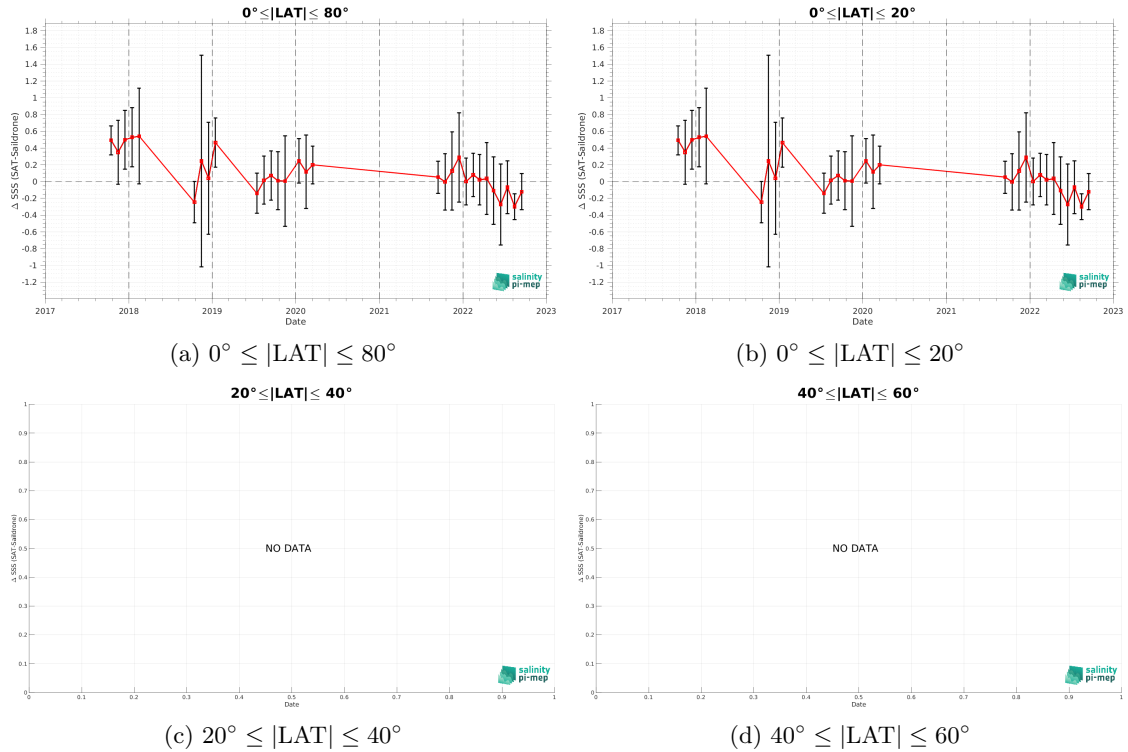 0°≤|LAT|≤ 80°
1.8
1.6
1.4
1.2
1
0.8
0.6
0.4
0.2
0
-0.2
-0.4
-0.6
-0.8
-1
-1.2
Δ SSS (SAT-Saildrone)
2017 2018 2019 2020 2021 2022 2023
Date
salinity
pi-mep
(a) 0° ≤ |LAT| ≤ 80°
0°≤|LAT|≤ 20°
1.8
1.6
1.4
1.2
1
0.8
0.6
0.4
0.2
0
-0.2
-0.4
-0.6
-0.8
-1
-1.2
Δ SSS (SAT-Saildrone)
2017 2018 2019 2020 2021 2022 2023
Date
salinity
pi-mep
(b) 0° ≤ |LAT| ≤ 20°
20°≤|LAT|≤ 40°
1
0.9
0.8
0.7
0.6
0.5
0.4
0.3
0.2
0.1
0
Δ SSS (SAT-Saildrone)
NO DATA
0 0.1 0.2 0.3 0.4 0.5 0.6 0.7 0.8 0.9 1
Date
salinity
pi-mep
(c) 20° ≤ |LAT| ≤ 40°
40°≤|LAT|≤ 60°
1
0.9
0.8
0.7
0.6
0.5
0.4
0.3
0.2
0.1
0
Δ SSS (SAT-Saildrone)
NO DATA
0 0.1 0.2 0.3 0.4 0.5 0.6 0.7 0.8 0.9 1
Date
salinity
pi-mep
(d) 40° ≤ |LAT| ≤ 60°